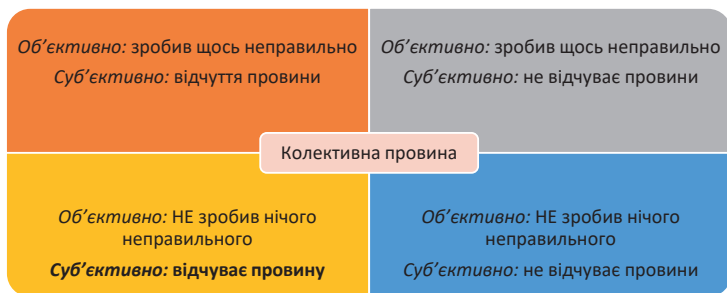 Об’єктивно: зробив щось неправильно
Суб’єктивно: відчуття провини
Об’єктивно: зробив щось неправильно
Суб’єктивно: не відчуває провини
Колективна провина
Об’єктивно: НЕ зробив нічого
неправильного
Суб’єктивно: відчуває провину
Об’єктивно: НЕ зробив нічого
неправильного
Суб’єктивно: не відчуває провини